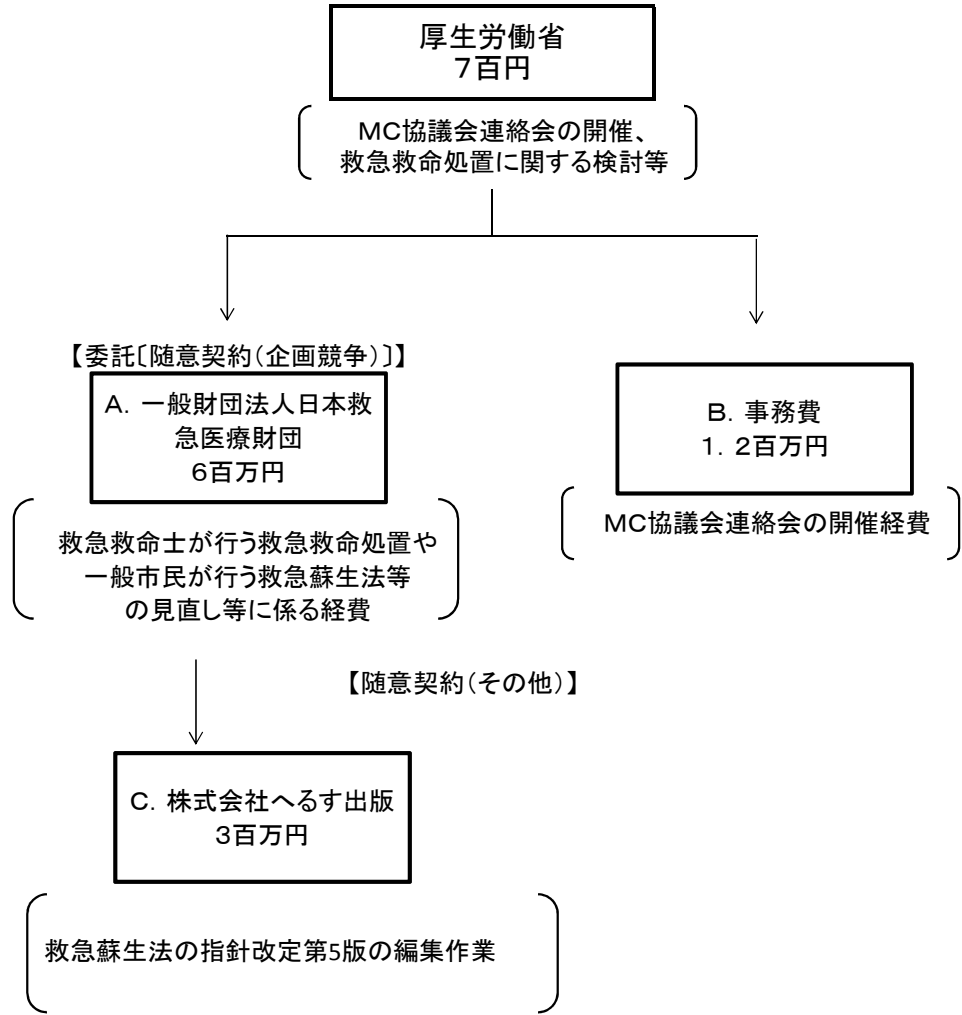 厚生労働省
７百円
ＭＣ協議会連絡会の開催、
救急救命処置に関する検討等
【委託〔随意契約（企画競争）〕】
Ａ．一般財団法人日本救
急医療財団
６百万円
Ｂ．事務費
１．２百万円
救急救命士が行う救急救命処置や
一般市民が行う救急蘇生法等
の見直し等に係る経費
ＭＣ協議会連絡会の開催経費
【随意契約（その他）】
Ｃ．株式会社へるす出版
３百万円
救急蘇生法の指針改定第5版の編集作業